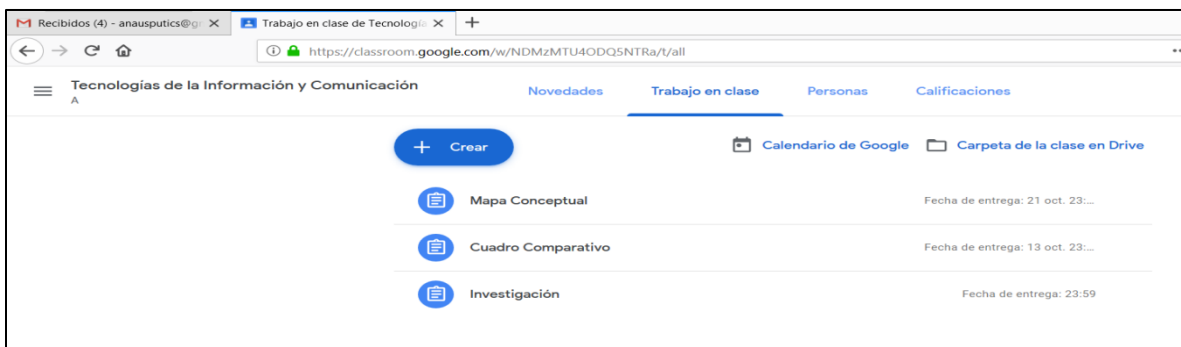 Recibidos (4) - anausputics@gr
Trabajo en clase de Tecnología
https://classroom.google.com/w/NDMzMTU4ODQ5NTRa/t/all
Tecnologías de la Información y Comunicación
A
Novedades Trabajo en clase Personas Calificaciones
+ Crear
Calendario de Google Carpeta de la clase en Drive
Mapa Conceptual Fecha de entrega: 21 oct. 23:...
Cuadro Comparativo Fecha de entrega: 13 oct. 23:...
Investigación Fecha de entrega: 23:59